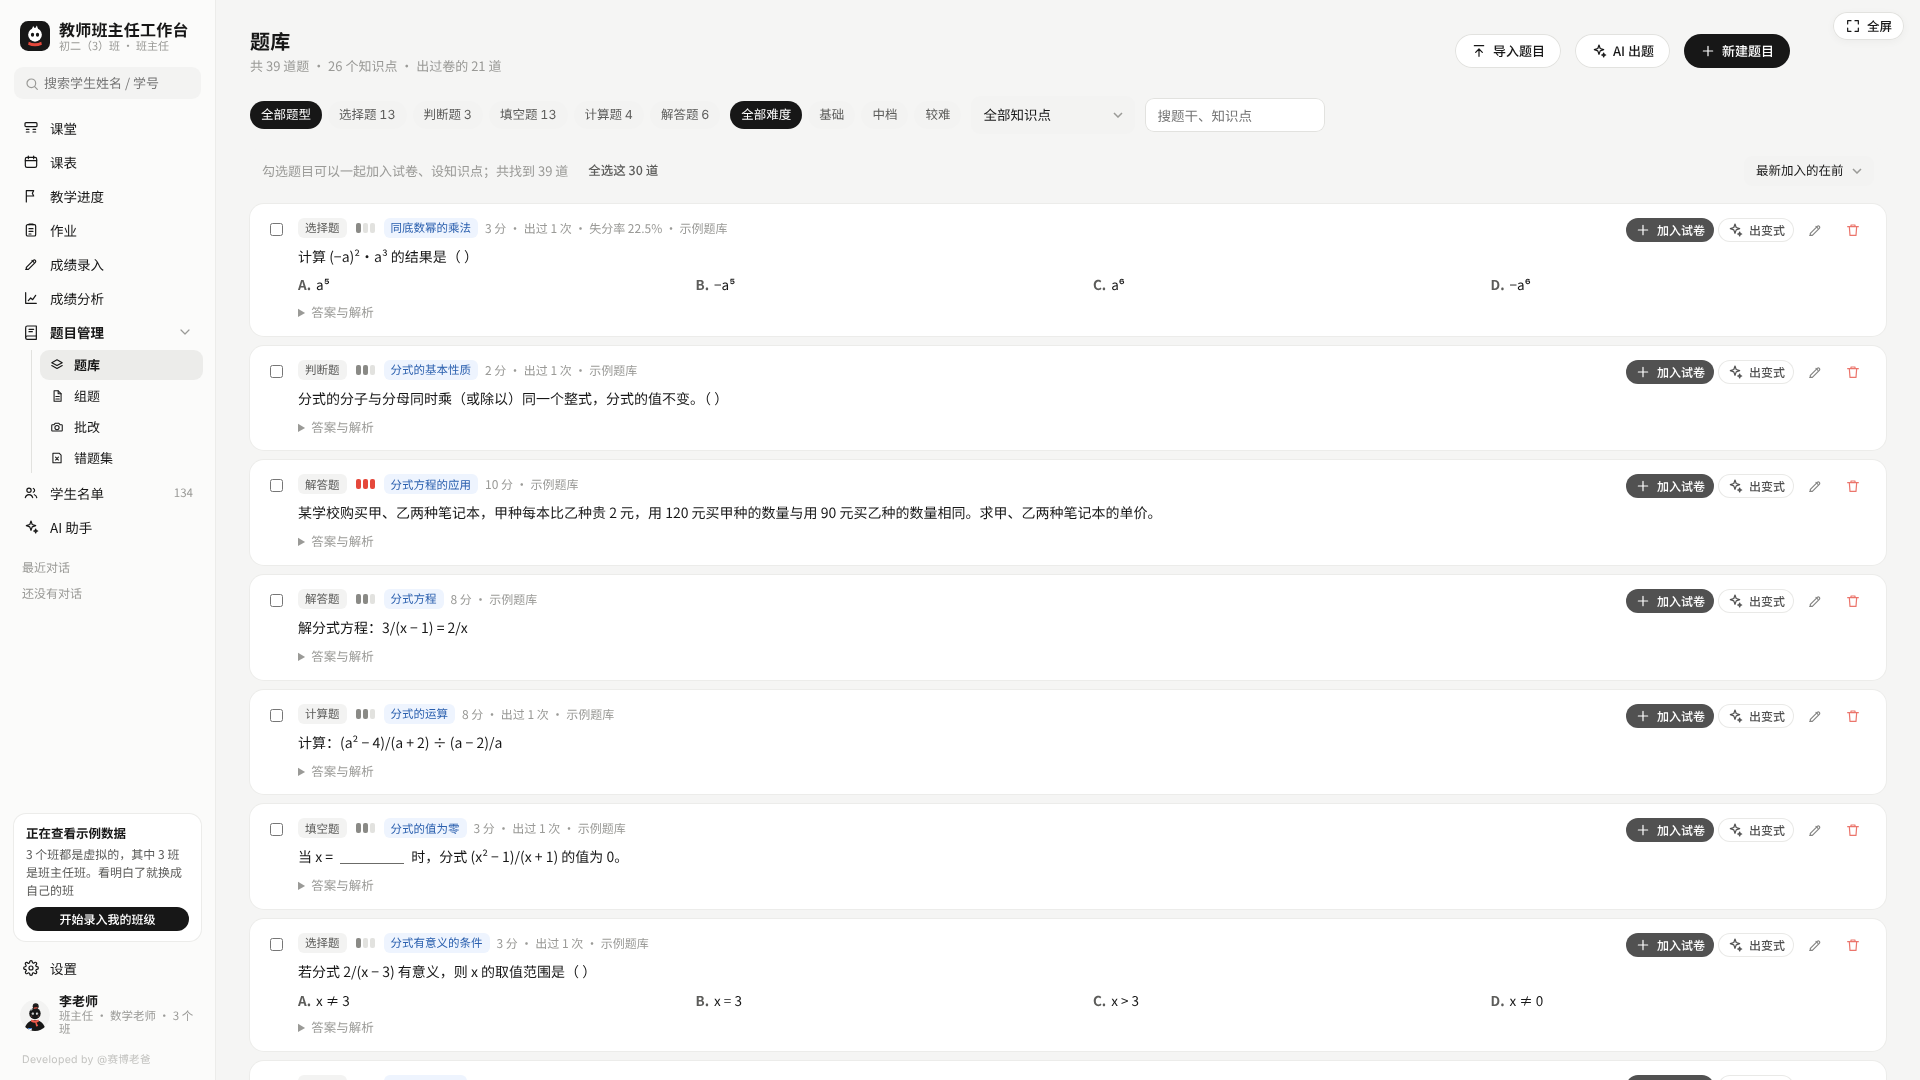 教师班主任工作台
初二（3）班 · 班主任
搜索学生姓名 / 学号
课堂
课表
教学进度
作业
成绩录入
成绩分析
题目管理
题库
组题
批改
错题集
学生名单 134
AI 助手
最近对话
还没有对话
正在查看示例数据
3 个班都是虚拟的，其中 3 班
是班主任班。看明白了就换成
自己的班
开始录入我的班级
设置
李老师
班主任 · 数学老师 · 3 个
班
Developed by @赛博老爸
全屏
题库
共 39 道题 · 26 个知识点 · 出过卷的 21 道
导入题目 AI 出题 新建题目
全部题型 选择题 13 判断题 3 填空题 13 计算题 4 解答题 6 全部难度 基础 中档 较难 全部知识点 搜题干、知识点
勾选题目可以一起加入试卷、设知识点；共找到 39 道 全选这 30 道 最新加入的在前
选择题 同底数幂的乘法 3 分 · 出过 1 次 · 失分率 22.5% · 示例题库 加入试卷 出变式
计算 (−a)² · a³ 的结果是（ ）
A. a⁵ B. −a⁵ C. a⁶ D. −a⁶
答案与解析
判断题 分式的基本性质 2 分 · 出过 1 次 · 示例题库 加入试卷 出变式
分式的分子与分母同时乘（或除以）同一个整式，分式的值不变。（ ）
答案与解析
解答题 分式方程的应用 10 分 · 示例题库 加入试卷 出变式
某学校购买甲、乙两种笔记本，甲种每本比乙种贵 2 元，用 120 元买甲种的数量与用 90 元买乙种的数量相同。求甲、乙两种笔记本的单价。
答案与解析
解答题 分式方程 8 分 · 示例题库 加入试卷 出变式
解分式方程：3/(x − 1) = 2/x
答案与解析
计算题 分式的运算 8 分 · 出过 1 次 · 示例题库 加入试卷 出变式
计算：(a² − 4)/(a + 2) ÷ (a − 2)/a
答案与解析
填空题 分式的值为零 3 分 · 出过 1 次 · 示例题库 加入试卷 出变式
当 x = ________ 时，分式 (x² − 1)/(x + 1) 的值为 0。
答案与解析
选择题 分式有意义的条件 3 分 · 出过 1 次 · 示例题库 加入试卷 出变式
若分式 2/(x − 3) 有意义，则 x 的取值范围是（ ）
A. x ≠ 3 B. x = 3 C. x > 3 D. x ≠ 0
答案与解析